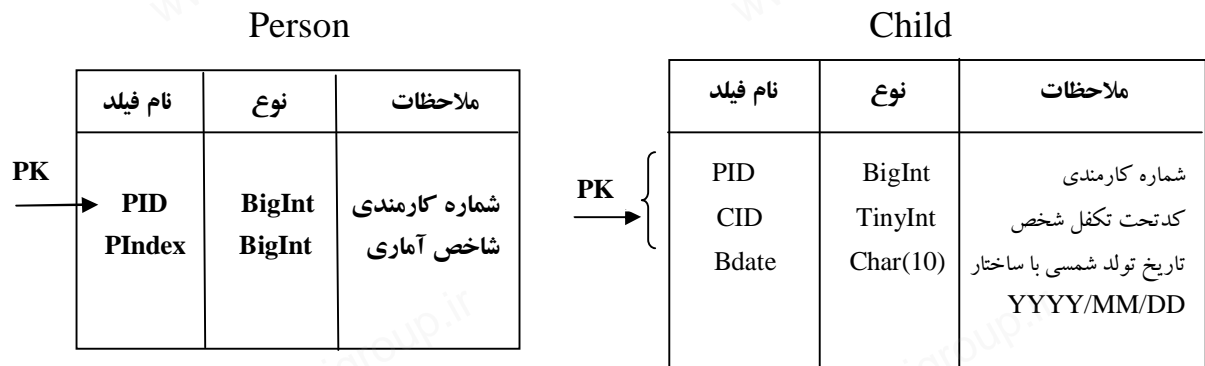 Person
نام فیلد نوع ملاحظات
PK
PID BigInt شماره کارمندی
PIndex BigInt شاخص آماری
Child
نام فیلد نوع ملاحظات
PK
PID BigInt شماره کارمندی
CID TinyInt کدتحت تکفل شخص
Bdate Char(10) تاریخ تولد شمسی با ساختار
YYYY/MM/DD